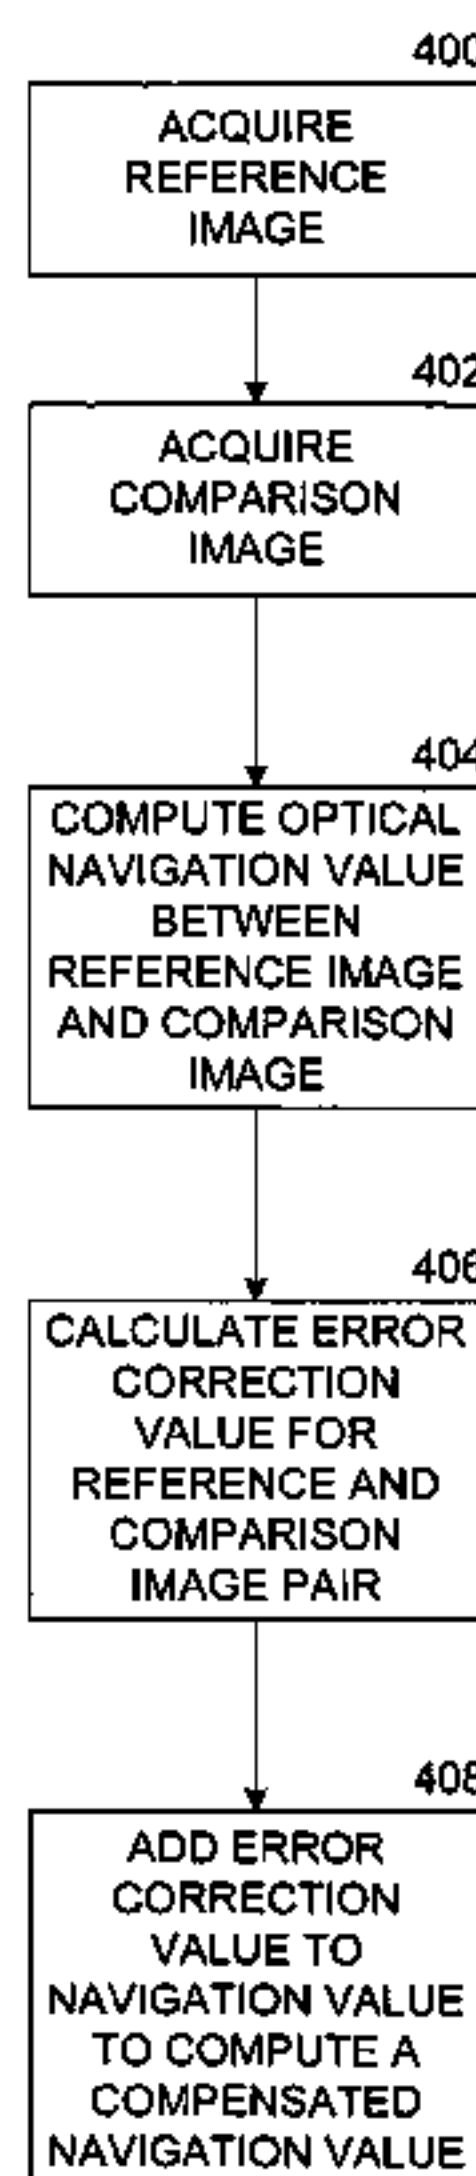 400
ACQUIRE
REFERENCE
IMAGE
402
ACQUIRE
COMPARISON
IMAGE
404
COMPUTE OPTICAL
NAVIGATION VALUE
BETWEEN
REFERENCE IMAGE
AND COMPARISON
IMAGE
406
CALCULATE ERROR
CORRECTION
VALUE FOR
REFERENCE AND
COMPARISON
IMAGE PAIR
408
ADD ERROR
CORRECTION
VALUE TO
NAVIGATION VALUE
TO COMPUTE A
COMPENSATED
NAVIGATION VALUE